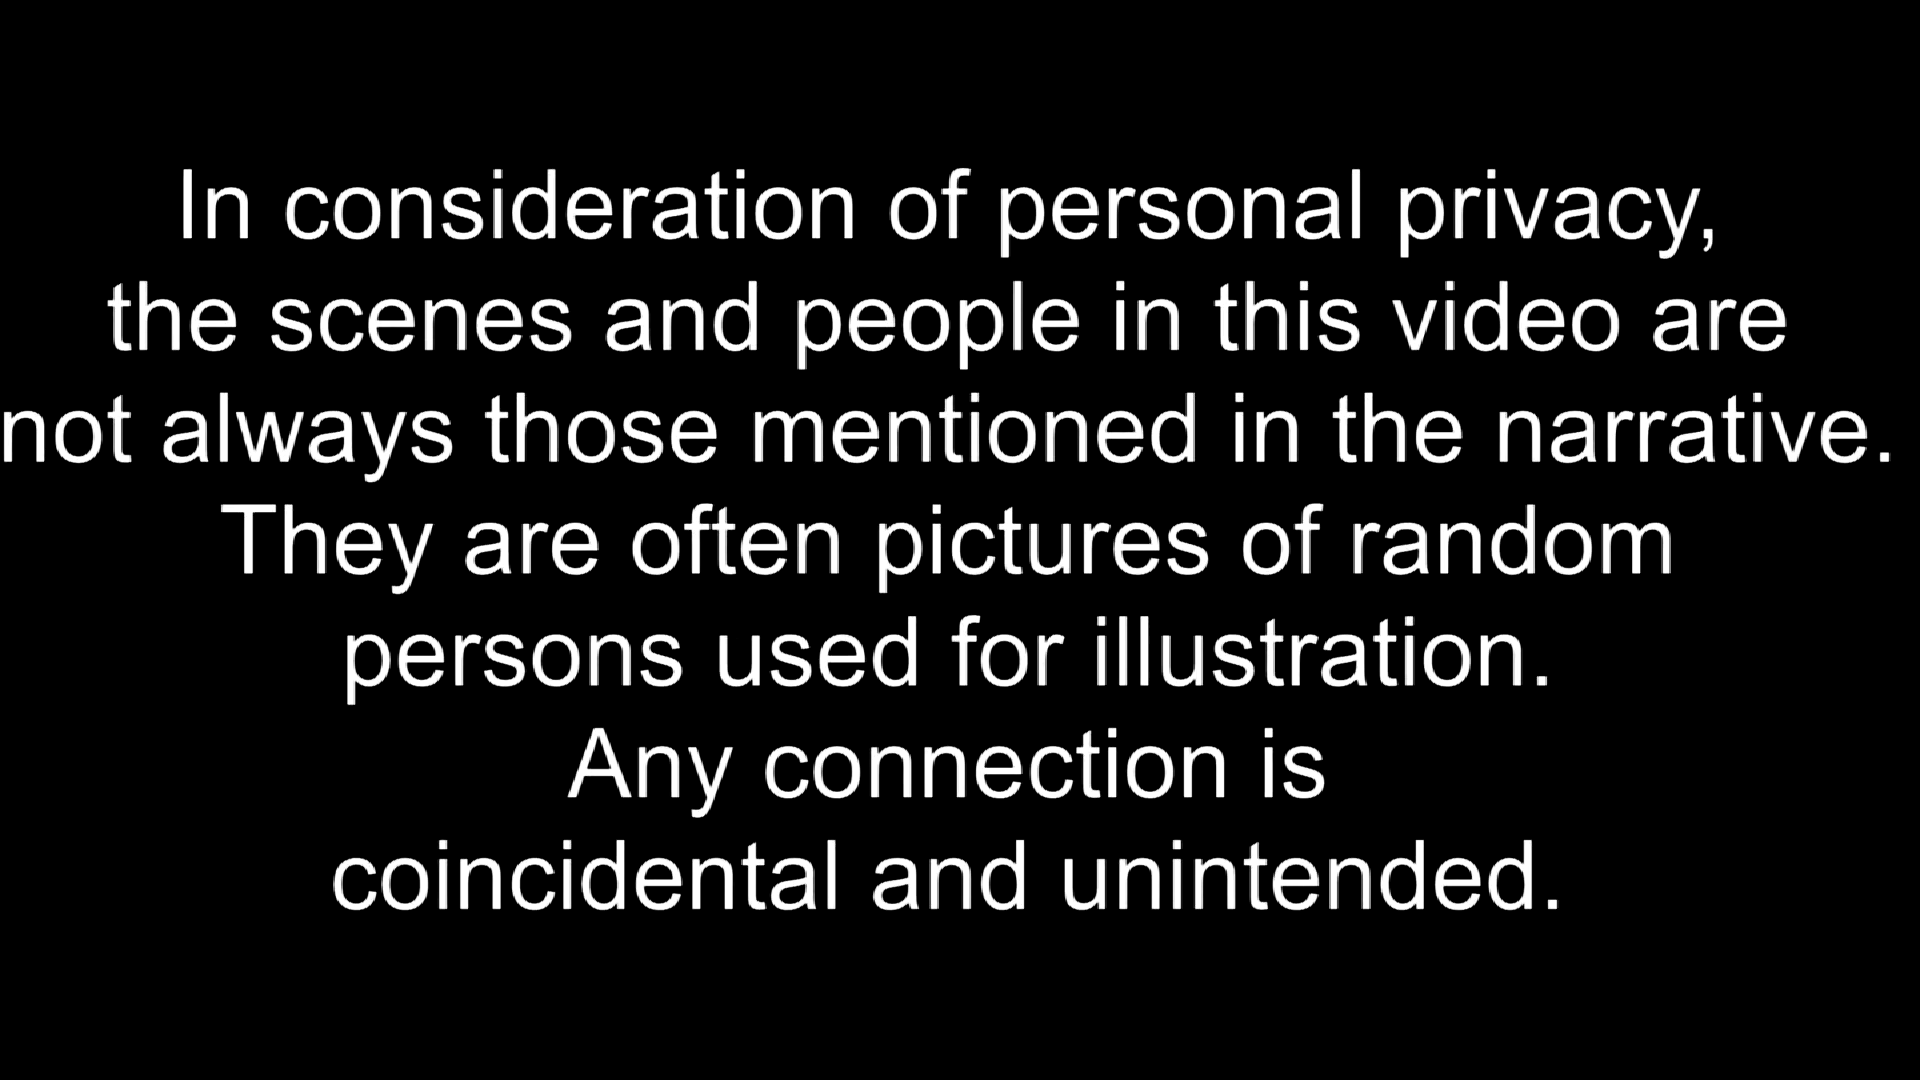 In consideration of personal privacy,
the scenes and people in this video are
not always those mentioned in the narrative.
They are often pictures of random
persons used for illustration.
Any connection is
coincidental and unintended.